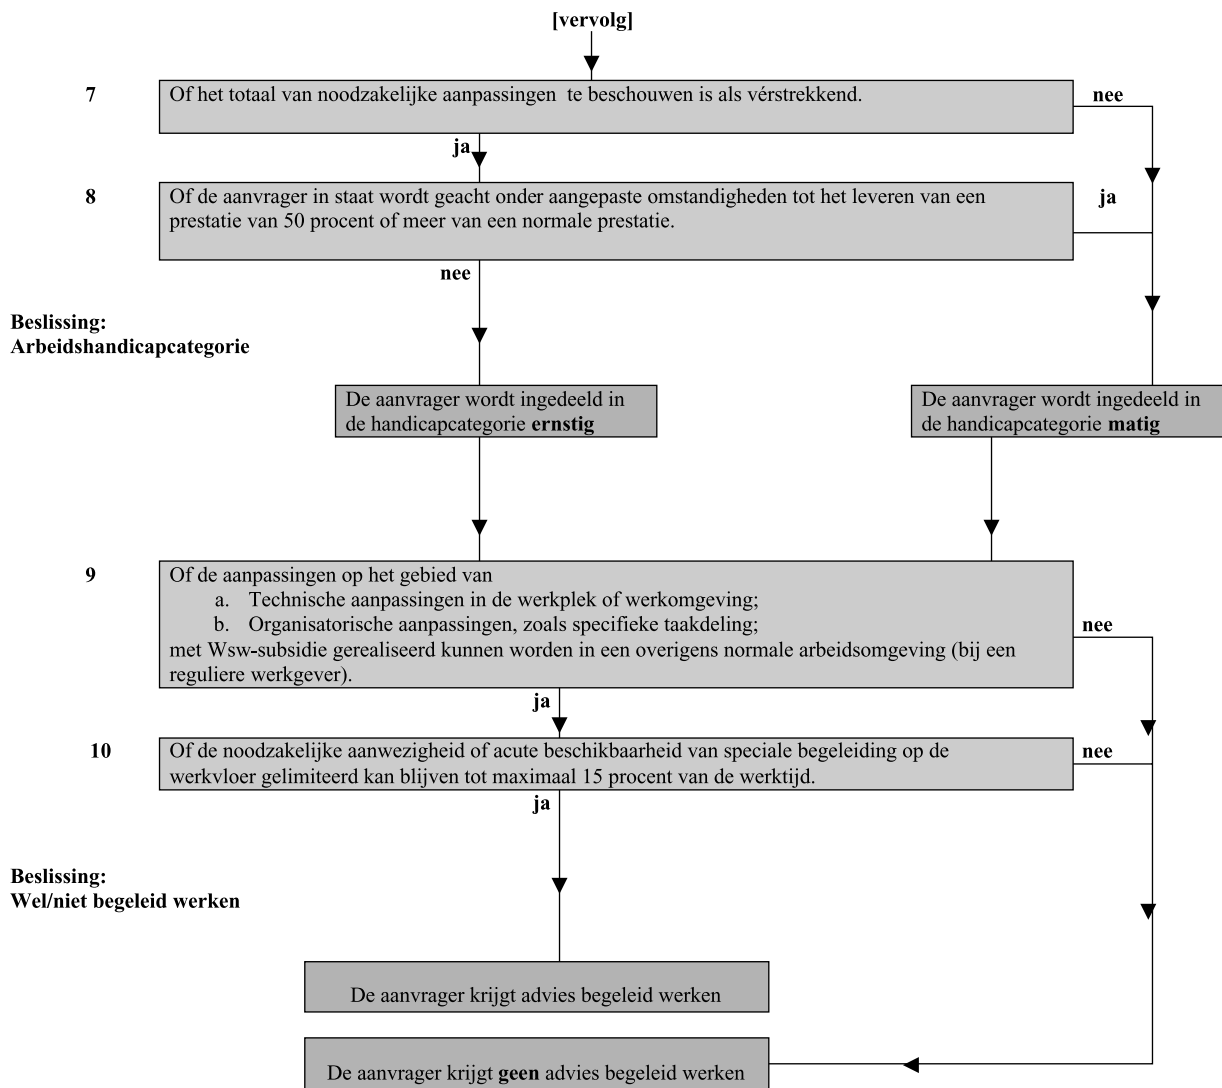 [vervolg]
7
Of het totaal van noodzakelijke aanpassingen te beschouwen is als vérstrekkend.
nee
ja
8
Of de aanvrager in staat wordt geacht onder aangepaste omstandigheden tot het leveren van een
prestatie van 50 procent of meer van een normale prestatie.
ja
nee
Beslissing:
Arbeidshandicapcategorie
De aanvrager wordt ingedeeld in
de handicapcategorie ernstig
De aanvrager wordt ingedeeld in
de handicapcategorie matig
9
Of de aanpassingen op het gebied van
a. Technische aanpassingen in de werkplek of werkomgeving;
b. Organisatorische aanpassingen, zoals specifieke taakdeling;
met Wsw-subsidie gerealiseerd kunnen worden in een overigens normale arbeidsomgeving (bij een
reguliere werkgever).
nee
ja
10
Of de noodzakelijke aanwezigheid of acute beschikbaarheid van speciale begeleiding op de
werkvloer gelimiteerd kan blijven tot maximaal 15 procent van de werktijd.
nee
ja
Beslissing:
Wel/niet begeleid werken
De aanvrager krijgt advies begeleid werken
De aanvrager krijgt geen advies begeleid werken